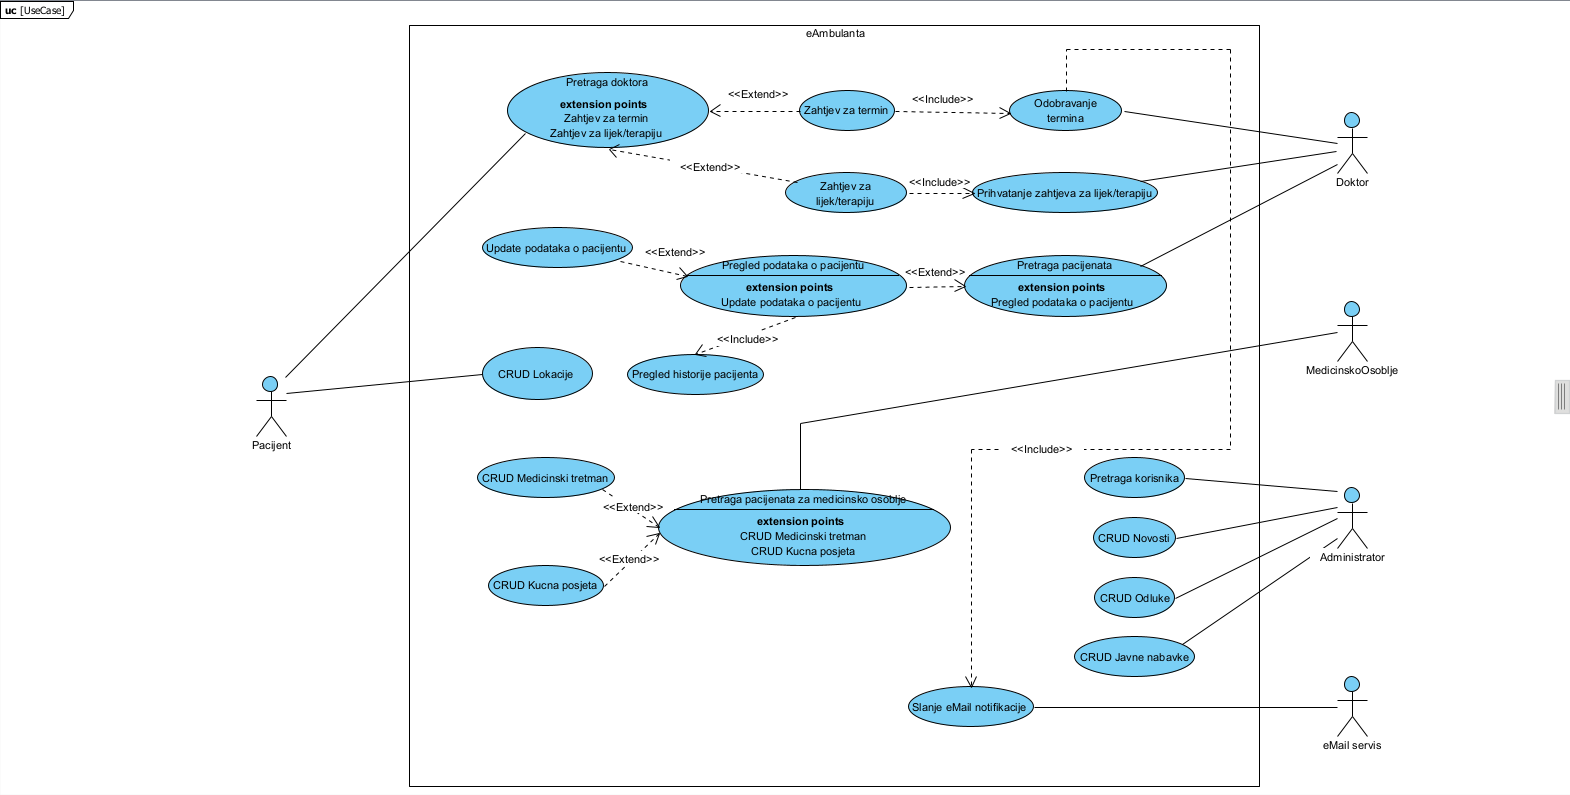 uc [UseCase]
eAmbulanta
Pretraga doktora
extension points
Zahtjev za termin
Zahtjev za lijek/terapiju
<<Extend>>
Zahtjev za termin
<<Include>>
Odobravanje
termina
<<Extend>>
Zahtjev za
lijek/terapiju
<<Include>>
Prihvatanje zahtjeva za lijek/terapiju
Doktor
Update podataka o pacijentu
<<Extend>>
Pregled podataka o pacijentu
extension points
Update podataka o pacijentu
<<Extend>>
Pretraga pacijenata
extension points
Pregled podataka o pacijentu
<<Include>>
Pregled historije pacijenta
MedicinskoOsoblje
CRUD Lokacije
Pacijent
CRUD Medicinski tretman
<<Extend>>
Pretraga pacijenata za medicinsko osoblje
extension points
CRUD Medicinski tretman
CRUD Kucna posjeta
<<Extend>>
CRUD Kucna posjeta
<<Include>>
Pretraga korisnika
CRUD Novosti
Administrator
CRUD Odluke
CRUD Javne nabavke
Slanje eMail notifikacije
eMail servis